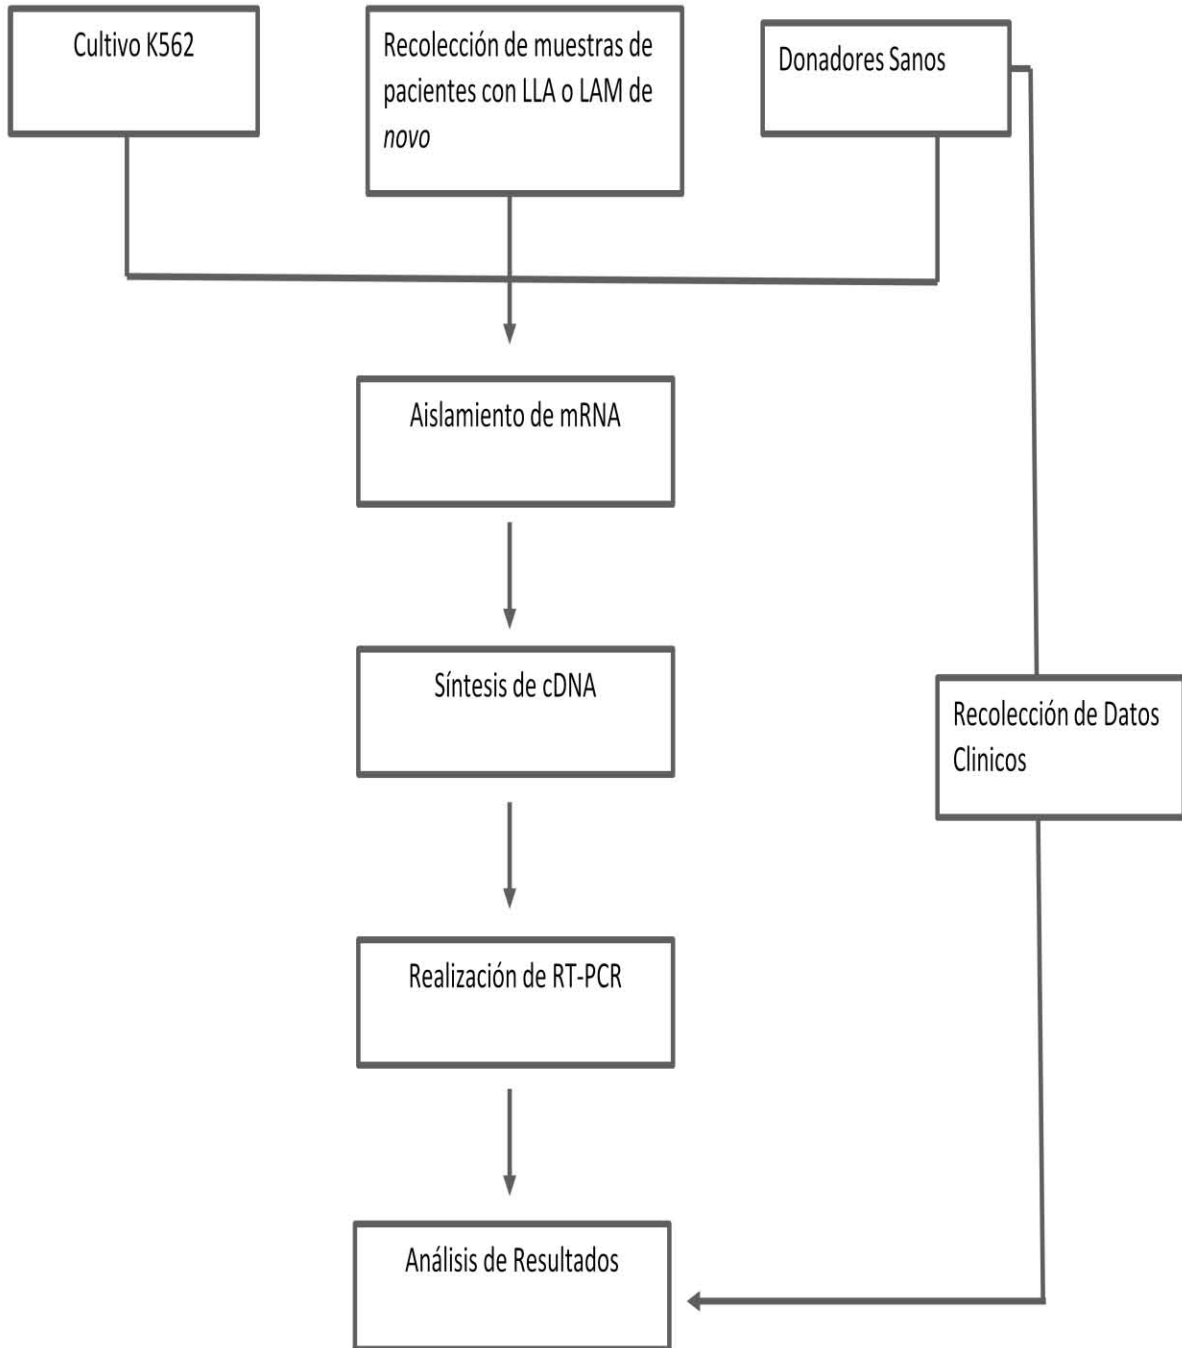 Cultivo K562
Recolección de muestras de
pacientes con LLA o LAM de
novo
Donadores Sanos
Aislamiento de mRNA
Síntesis de cDNA
Recolección de Datos
Clinicos
Realización de RT-PCR
Análisis de Resultados